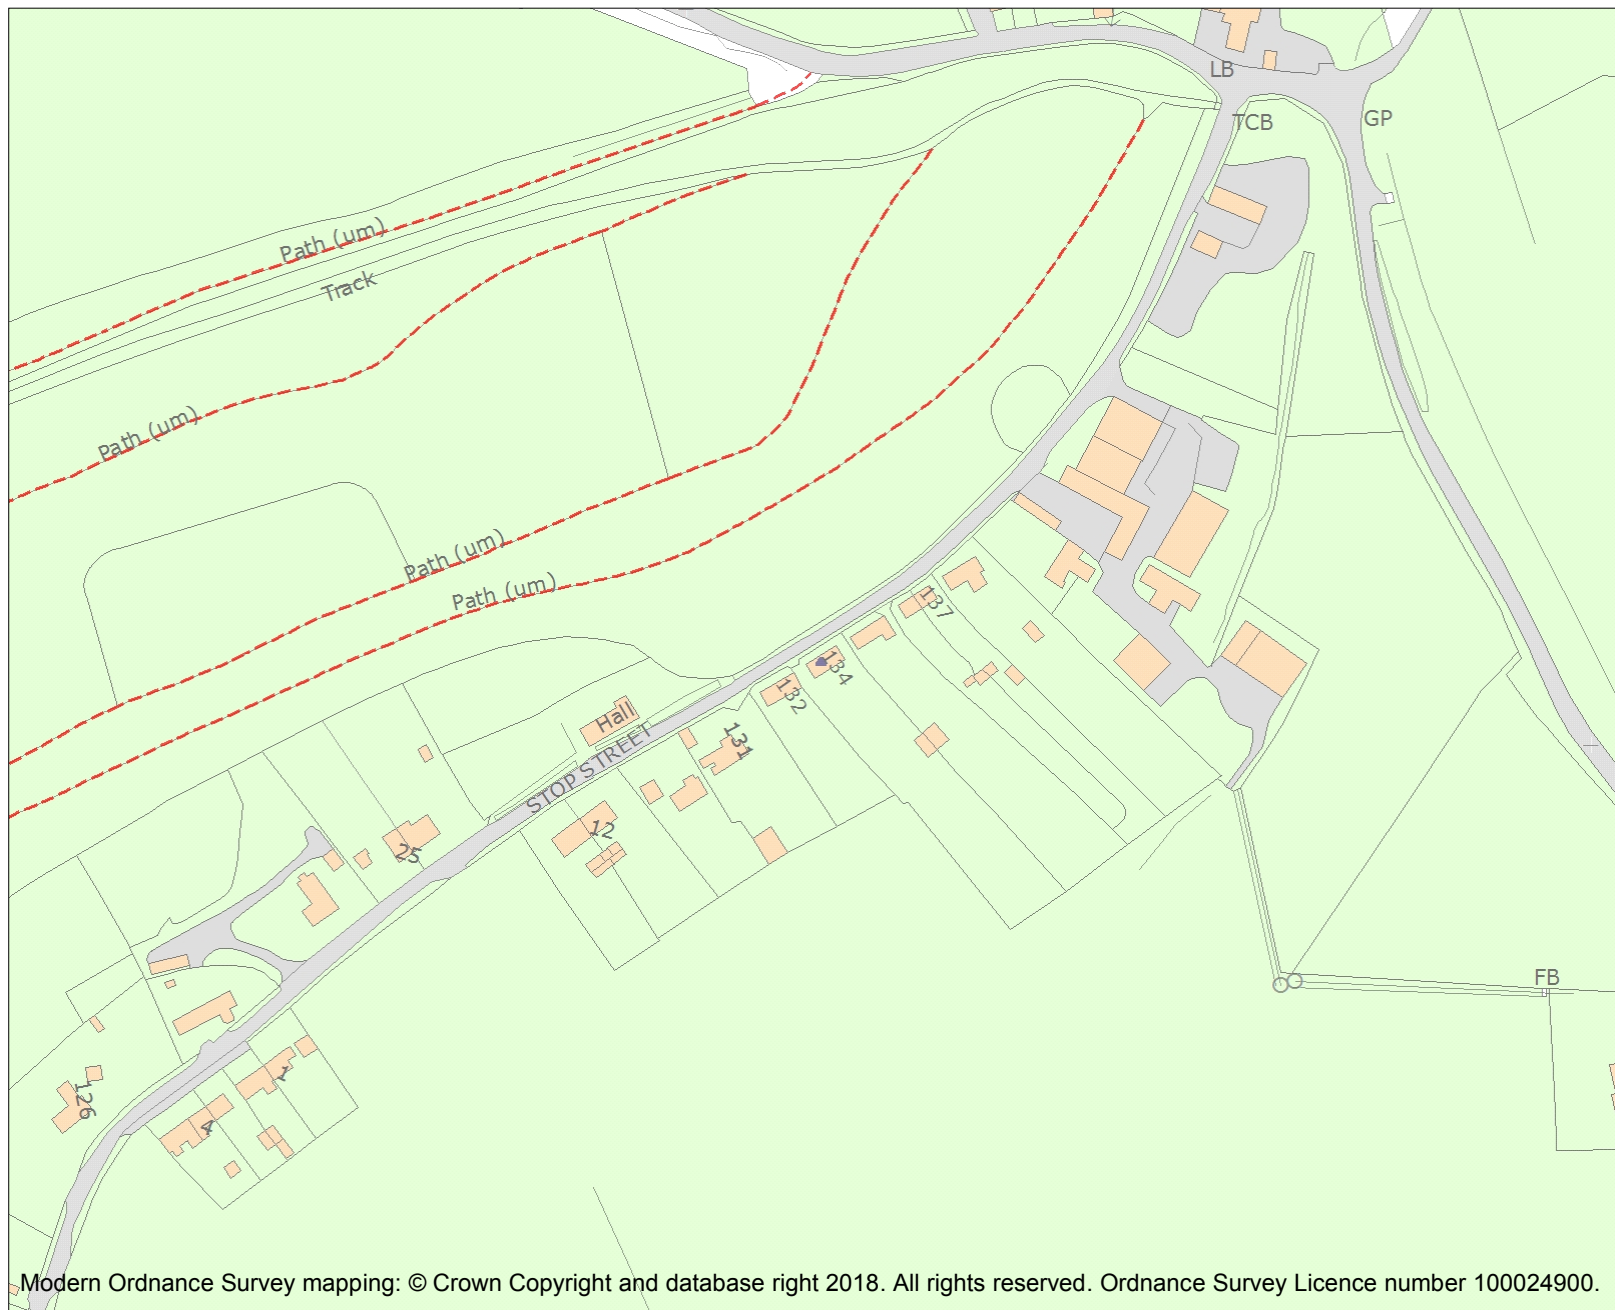 LB
TCB
GP
Path (um)
Track
Path (um)
Path (um)
Path (um)
137
134
132
131
Hall
STOP STREET
12
25
FB
1
126
4
Modern Ordnance Survey mapping: © Crown Copyright and database right 2018. All rights reserved. Ordnance Survey Licence number 100024900.